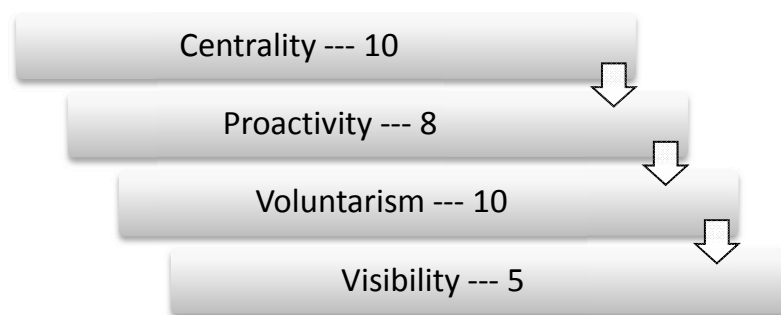 Centrality --- 10
Proactivity --- 8
Voluntarism --- 10
Visibility --- 5